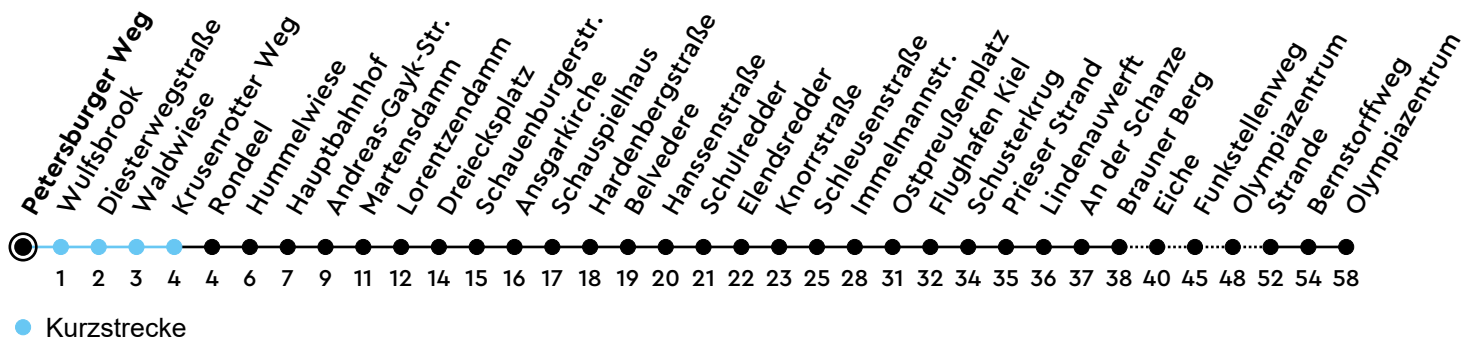 Petersburger Weg
Wulfsbrook
Diesterwegstraße
Waldwiese
Krusenrotter Weg
Rondeel
Hummelwiese
Hauptbahnhof
Andreas-Gayk-Str.
Martensdamm
Lorentzendamm
Dreiecksplatz
Schauenburgerstr.
Ansgarkirche
Schauspielhaus
Hardenbergstraße
Belvedere
Hanssenstraße
Schulredder
Elendsredder
Knorrstraße
Schleusenstraße
Immelmannstr.
Ostpreußenplatz
Flughafen Kiel
Schusterkrug
Prieser Strand
Lindenauwerft
An der Schanze
Brauner Berg
Eiche
Funkstellenweg
Olympiazentrum
Strande
Bernstorffweg
Olympiazentrum
1 2 3 4 4 6 7 9 11 12 14 15 16 17 18 19 20 21 22 23 25 28 31 32 34 35 36 37 38 40 45 48 52 54 58
Kurzstrecke